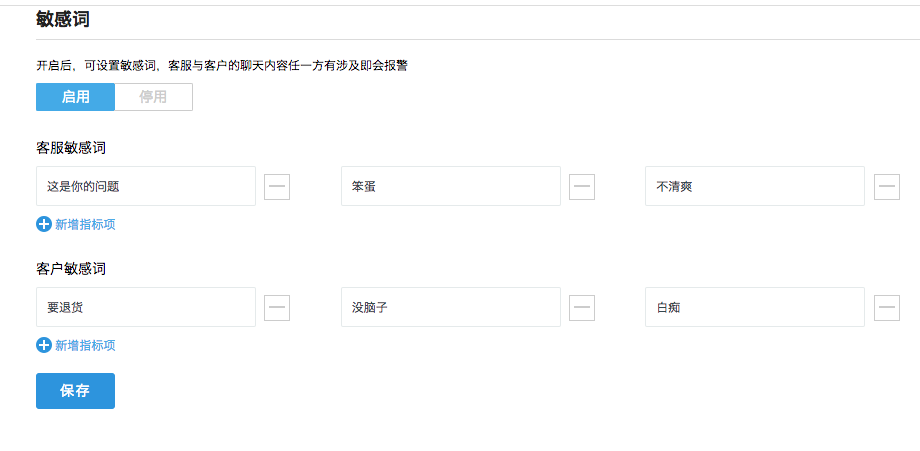 敏感词
开启后，可设置敏感词，客服与客户的聊天内容任一方有涉及即会报警
启用 停用
客服敏感词
这是你的问题 笨蛋 不清爽
新增指标项
客户敏感词
要退货 没脑子 白痴
新增指标项
保存